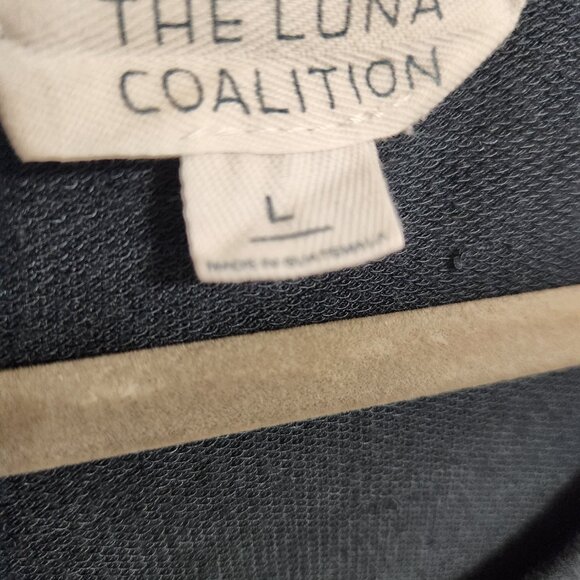 THE LUNA
COALITION
L
MADE IN GUATEMALA